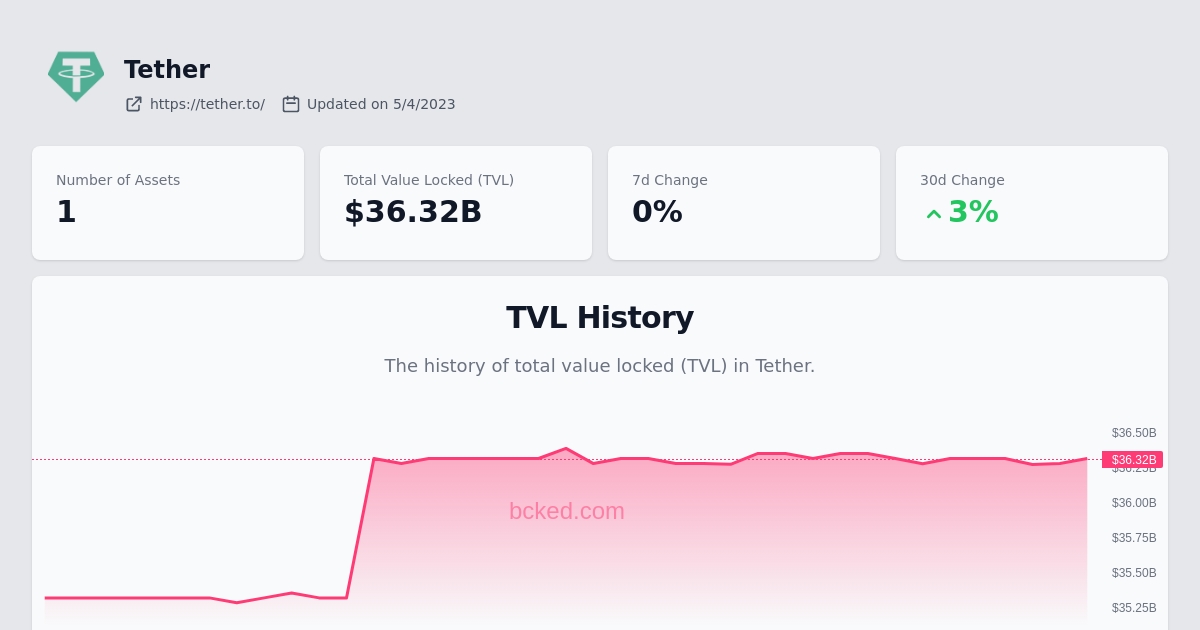 Tether
https://tether.to/ Updated on 5/4/2023
Number of Assets
1
Total Value Locked (TVL)
$36.32B
7d Change
0%
30d Change
3%
TVL History
The history of total value locked (TVL) in Tether.
$36.50B
$36.32B
$36.25B
$36.00B
bcked.com
$35.75B
$35.50B
$35.25B